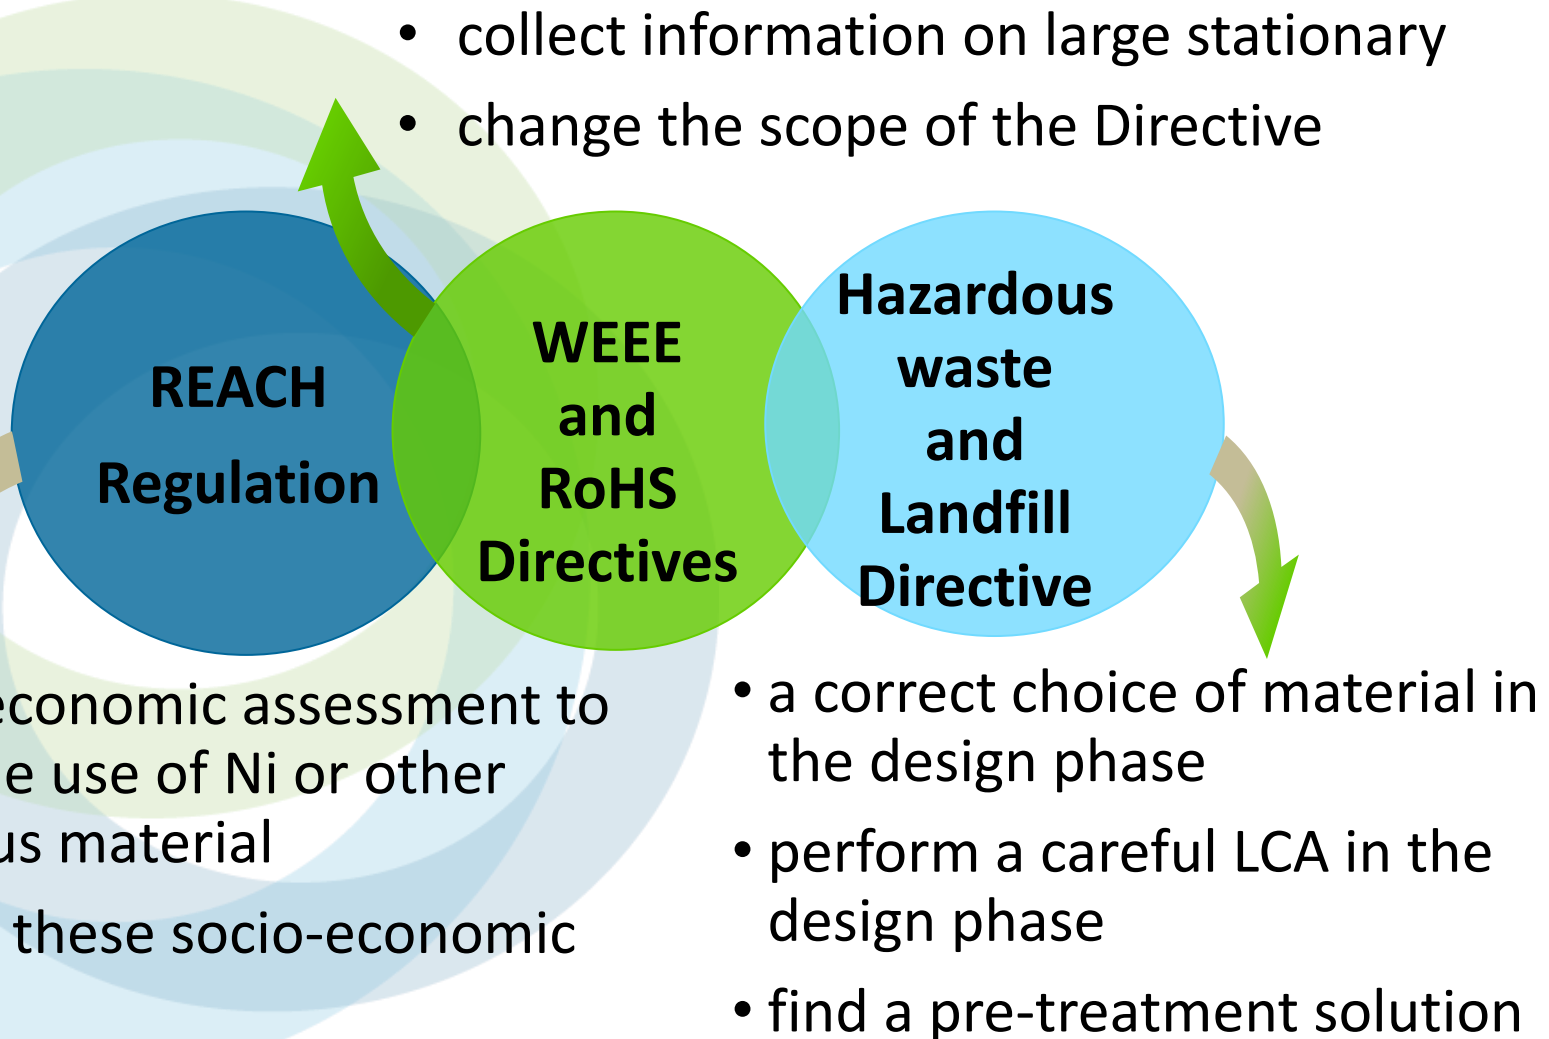 • collect information on large stationary
• change the scope of the Directive
REACH
Regulation
WEEE
and
RoHS
Directives
Hazardous
waste
and
Landfill
Directive
economic assessment to
use of Ni or other
material
these socio-economic
• a correct choice of material in
the design phase
• perform a careful LCA in the
design phase
• find a pre-treatment solution